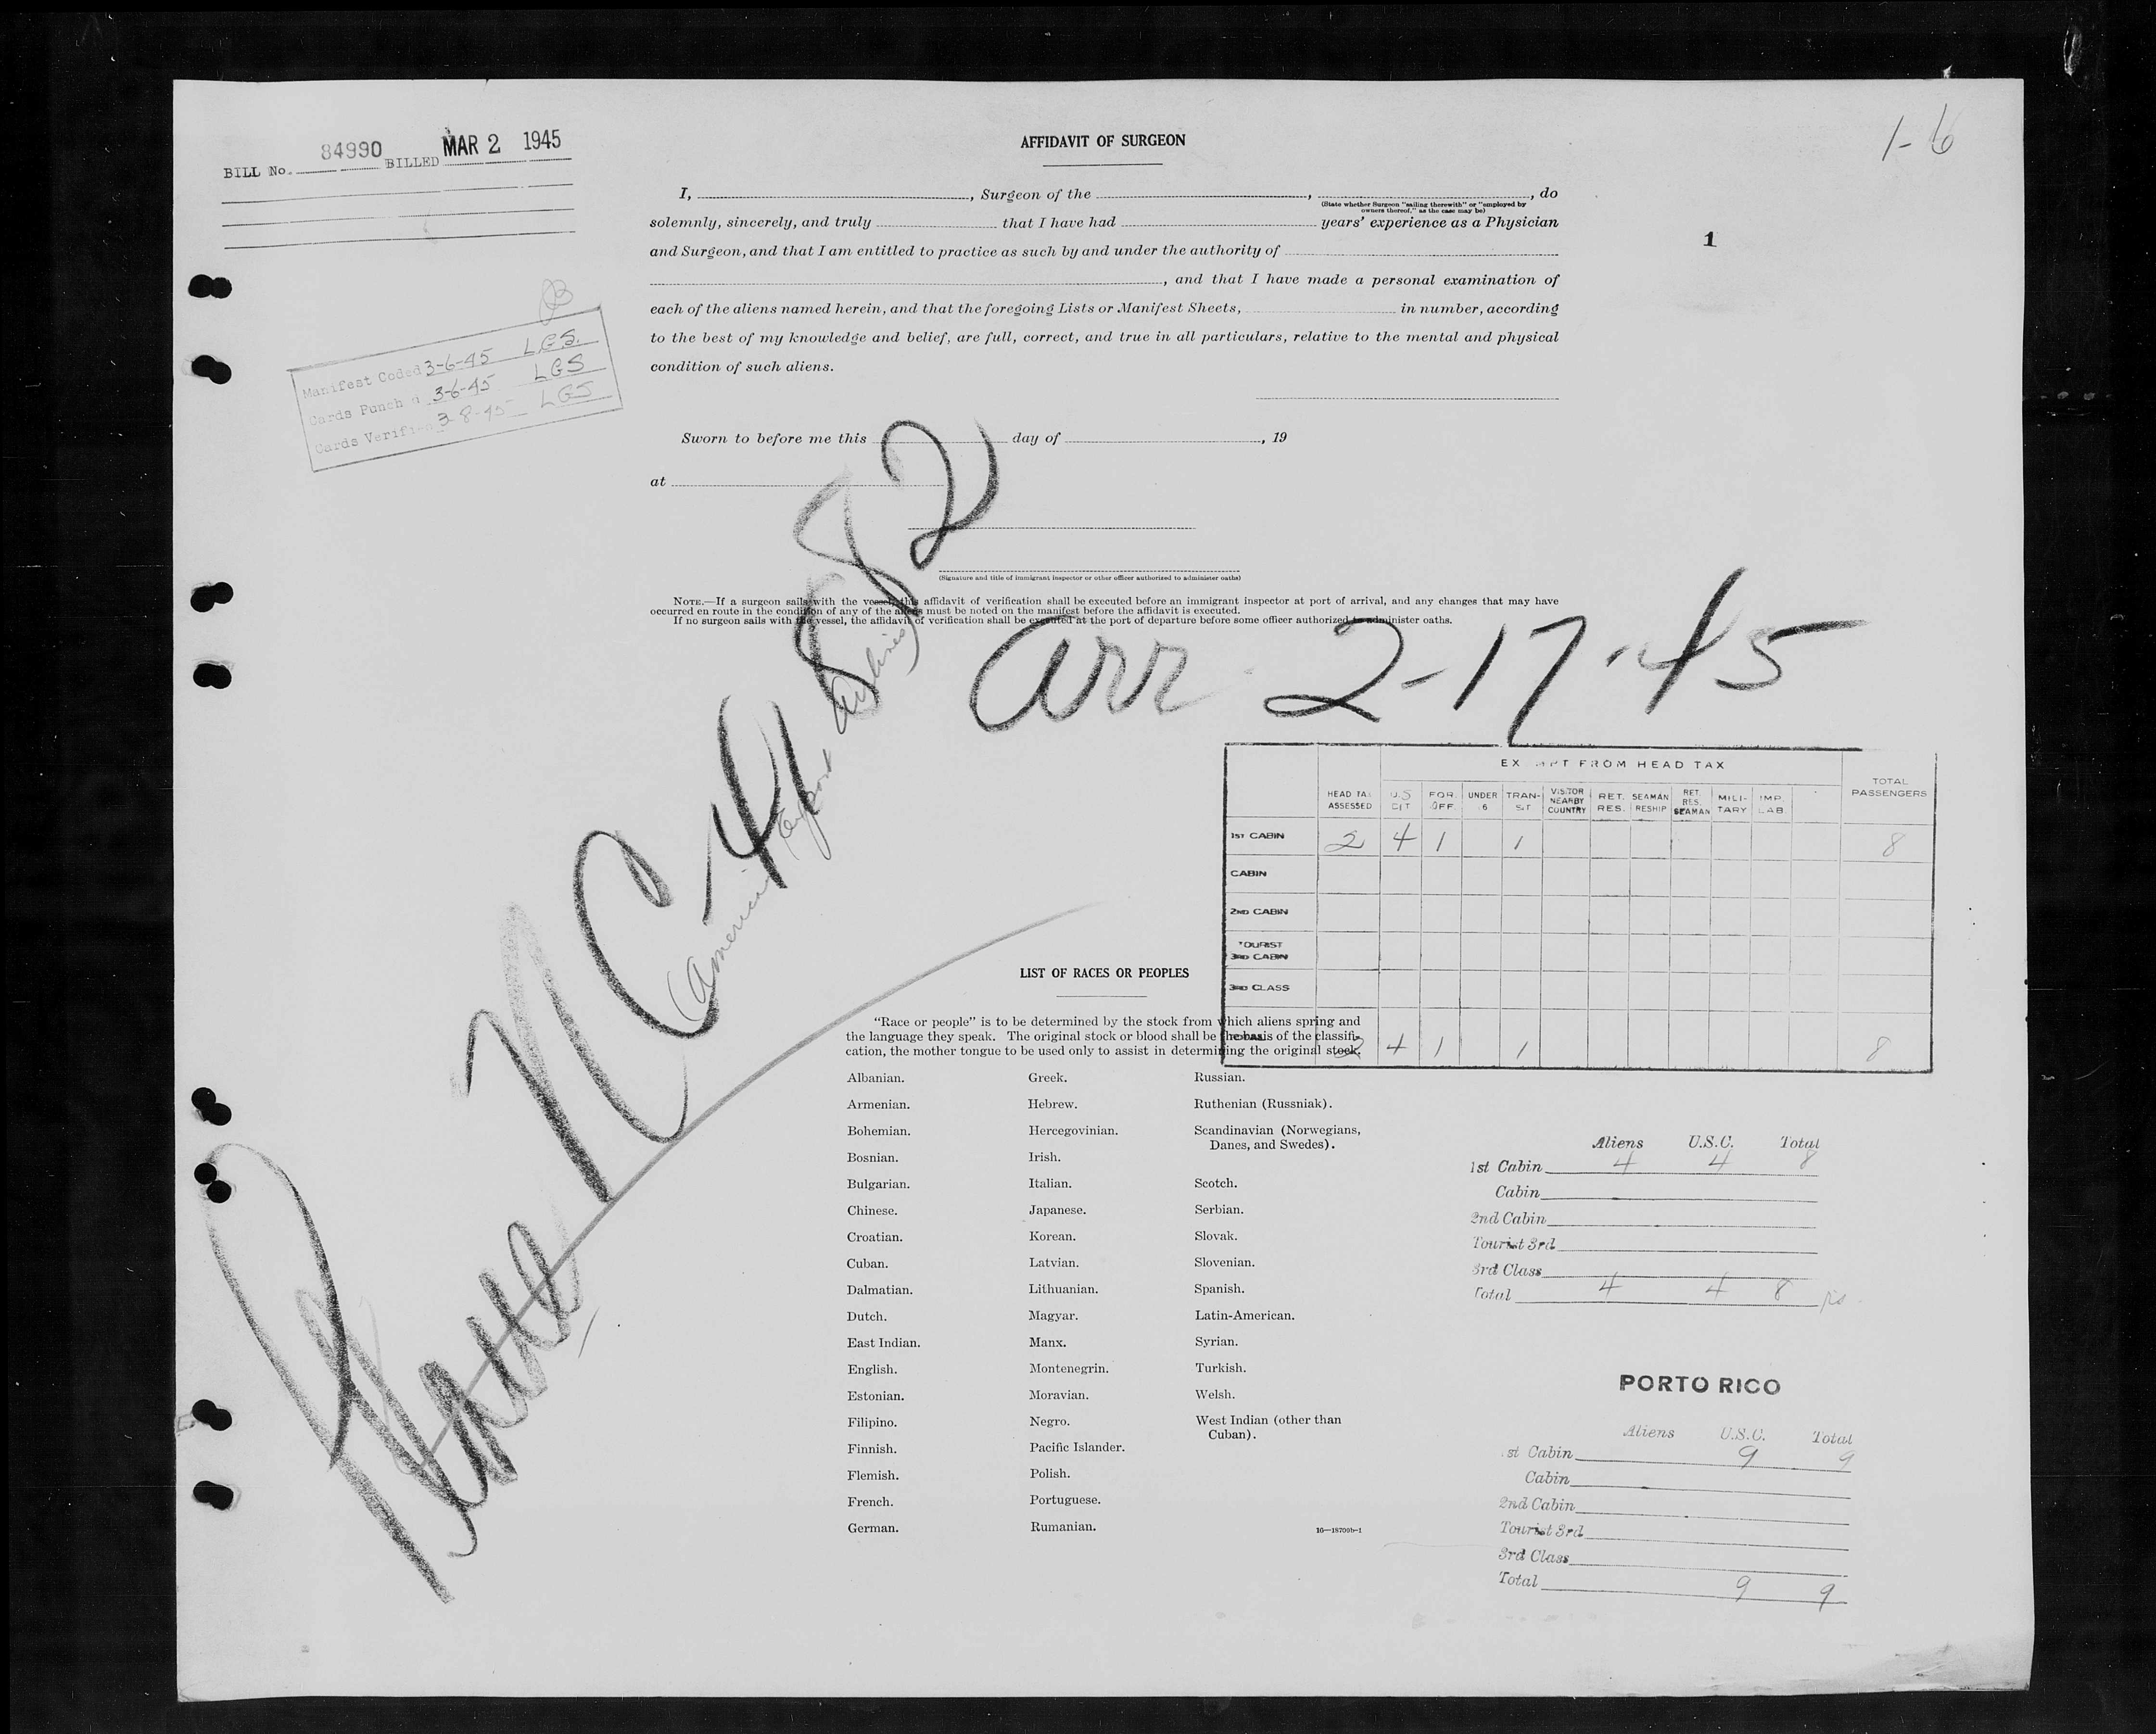 BILL No. 84990 BILLED MAR 2 1945
AFFIDAVIT OF SURGEON
1-6
I, , Surgeon of the , , do
(State whether Surgeon "sailing therewith" or "employed by
owners thereof," as the case may be)
solemnly, sincerely, and truly that I have had years' experience as a Physician
1
and Surgeon, and that I am entitled to practice as such by and under the authority of
, and that I have made a personal examination of
each of the aliens named herein, and that the foregoing Lists or Manifest Sheets, in number, according
to the best of my knowledge and belief, are full, correct, and true in all particulars, relative to the mental and physical
condition of such aliens.
Manifest Coded 3-6-45 LGS.
Cards Punch 3-6-45 LGS
Cards Verifi 3-8-45 LGS
Sworn to before me this day of , 19
at
(Signature and title of immigrant inspector or other officer authorized to administer oaths)
NOTE.—If a surgeon sails with the vessel, this affidavit of verification shall be executed before an immigrant inspector at port of arrival, and any changes that may have
occurred en route in the condition of any of the aliens must be noted on the manifest before the affidavit is executed.
If no surgeon sails with the vessel, the affidavit of verification shall be executed at the port of departure before some officer authorized to administer oaths.
Plane NC 41882
(American Export Airlines)
arr 2-17-45
EX MPT FROM HEAD TAX
HEAD TAX ASSESSED U.S CIT FOR. OFF. UNDER 16 TRAN- SIT VISITOR NEARBY COUNTRY RET. RES. SEAMAN RESHIP RET. RES. SEAMAN MILI- TARY IMP. LAB. TOTAL PASSENGERS
1ST CABIN 2 4 1 1 8
CABIN
2ND CABIN
TOURIST
3RD CABIN
3RD CLASS
TOTAL 2 4 1 1 8
LIST OF RACES OR PEOPLES
"Race or people" is to be determined by the stock from which aliens spring and
the language they speak. The original stock or blood shall be the basis of the classifi-
cation, the mother tongue to be used only to assist in determining the original stock.
Albanian. Greek. Russian.
Armenian. Hebrew. Ruthenian (Russniak).
Bohemian. Hercegovinian. Scandinavian (Norwegians,
Danes, and Swedes).
Bosnian. Irish.
Bulgarian. Italian. Scotch.
Chinese. Japanese. Serbian.
Croatian. Korean. Slovak.
Cuban. Latvian. Slovenian.
Dalmatian. Lithuanian. Spanish.
Dutch. Magyar. Latin-American.
East Indian. Manx. Syrian.
English. Montenegrin. Turkish.
Estonian. Moravian. Welsh.
Filipino. Negro. West Indian (other than
Cuban).
Finnish. Pacific Islander.
Flemish. Polish.
French. Portuguese.
German. Rumanian.
16—18700b-1
Aliens U.S.C. Total
1st Cabin 4 4 8
Cabin
2nd Cabin
Tourist 3rd
3rd Class
Total 4 4 8
PORTO RICO
Aliens U.S.C. Total
1st Cabin 9 9
Cabin
2nd Cabin
Tourist 3rd
3rd Class
Total 9 9